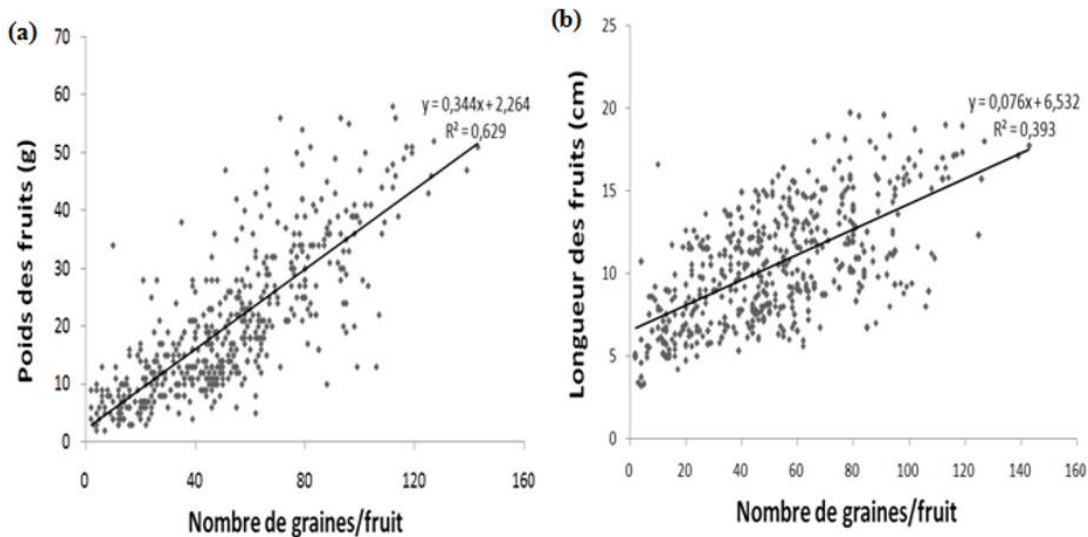 (a)
Poids des fruits (g)
70
60
50
40
30
20
10
0
y = 0,344x + 2,264
R² = 0,629
0 40 80 120 160
Nombre de graines/fruit
(b)
Longueur des fruits (cm)
25
20
15
10
5
0
y = 0,076x + 6,532
R² = 0,393
0 20 40 60 80 100 120 140 160
Nombre de graines/fruit